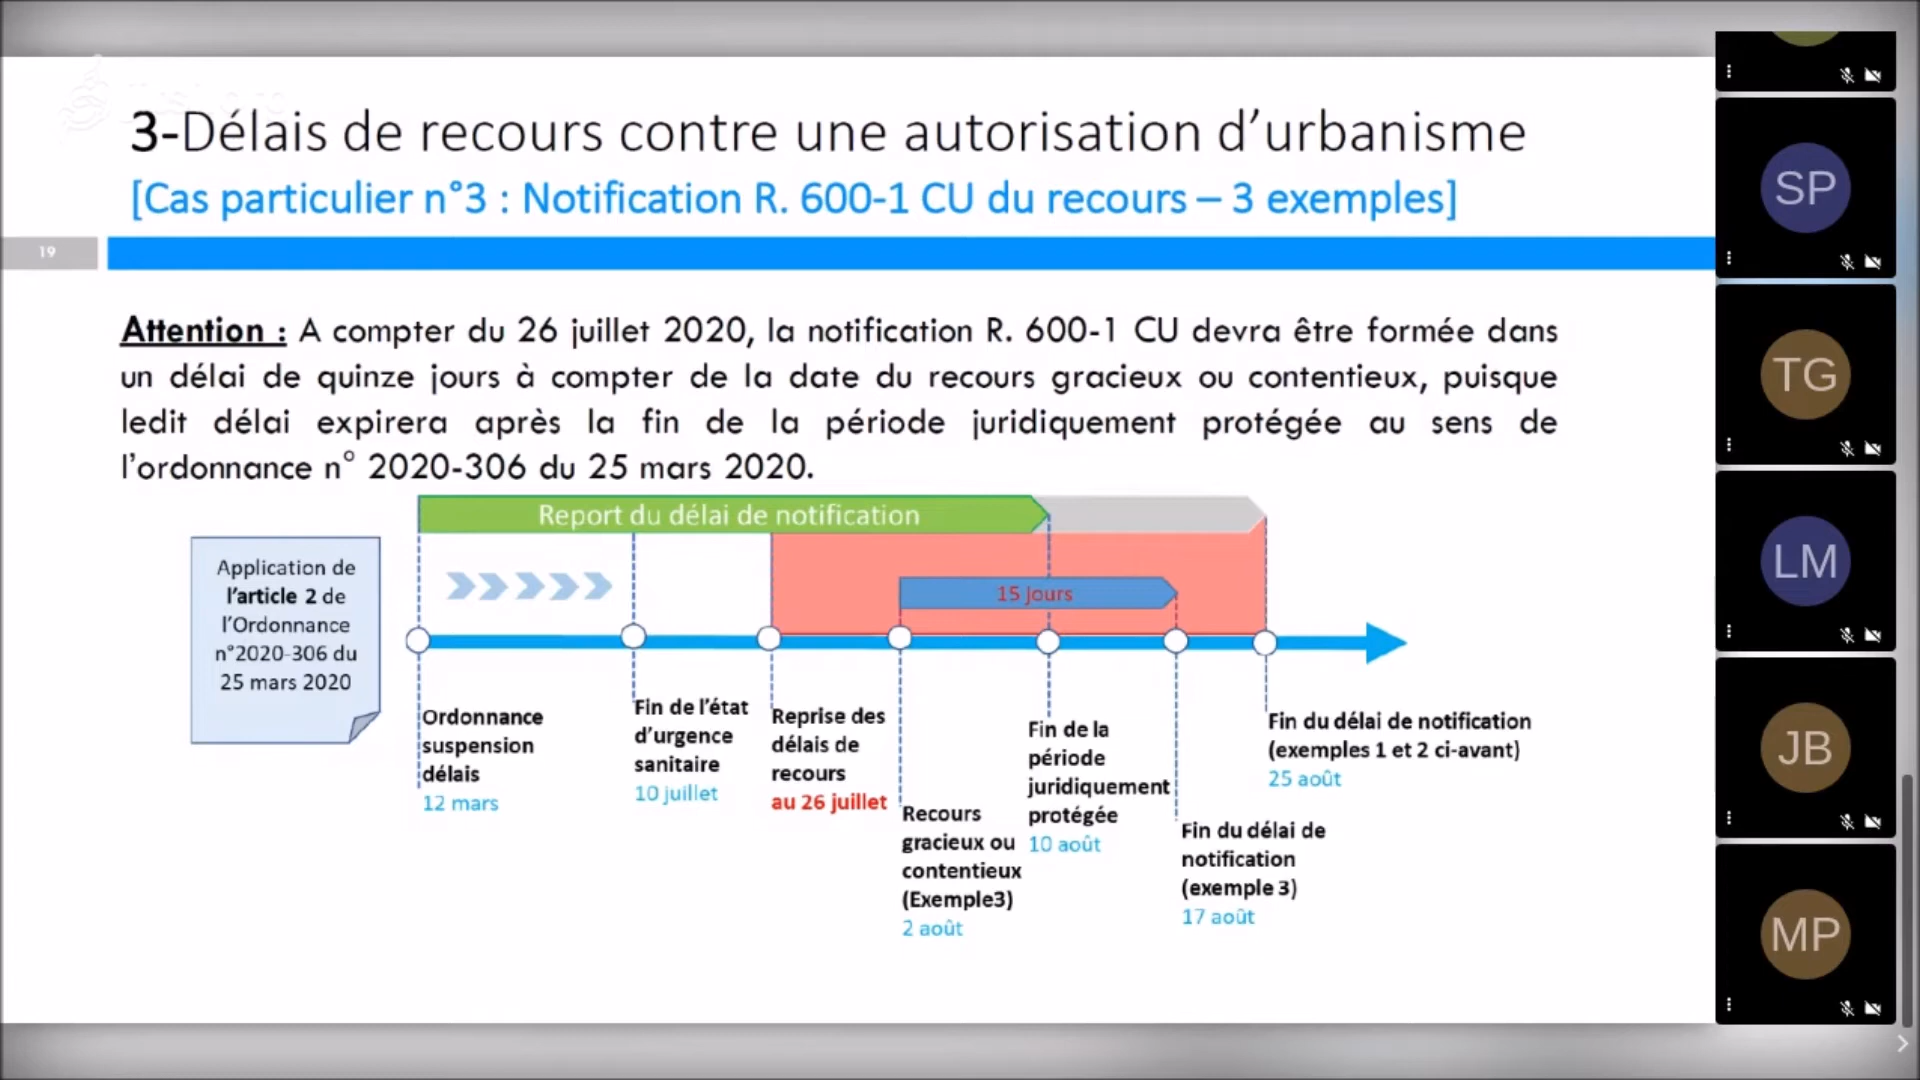 3-Délais de recours contre une autorisation d’urbanisme
[Cas particulier n°3 : Notification R. 600-1 CU du recours – 3 exemples]
19
Attention : A compter du 26 juillet 2020, la notification R. 600-1 CU devra être formée dans
un délai de quinze jours à compter de la date du recours gracieux ou contentieux, puisque
ledit délai expirera après la fin de la période juridiquement protégée au sens de
l’ordonnance n° 2020-306 du 25 mars 2020.
Report du délai de notification
Application de
l’article 2 de
l’Ordonnance
n°2020-306 du
25 mars 2020
15 jours
Ordonnance
suspension
délais
12 mars
Fin de l’état
d’urgence
sanitaire
10 juillet
Reprise des
délais de
recours
au 26 juillet
Recours
gracieux ou
contentieux
(Exemple3)
2 août
Fin de la
période
juridiquement
protégée
10 août
Fin du délai de
notification
(exemple 3)
17 août
Fin du délai de notification
(exemples 1 et 2 ci-avant)
25 août
SP
TG
LM
JB
MP